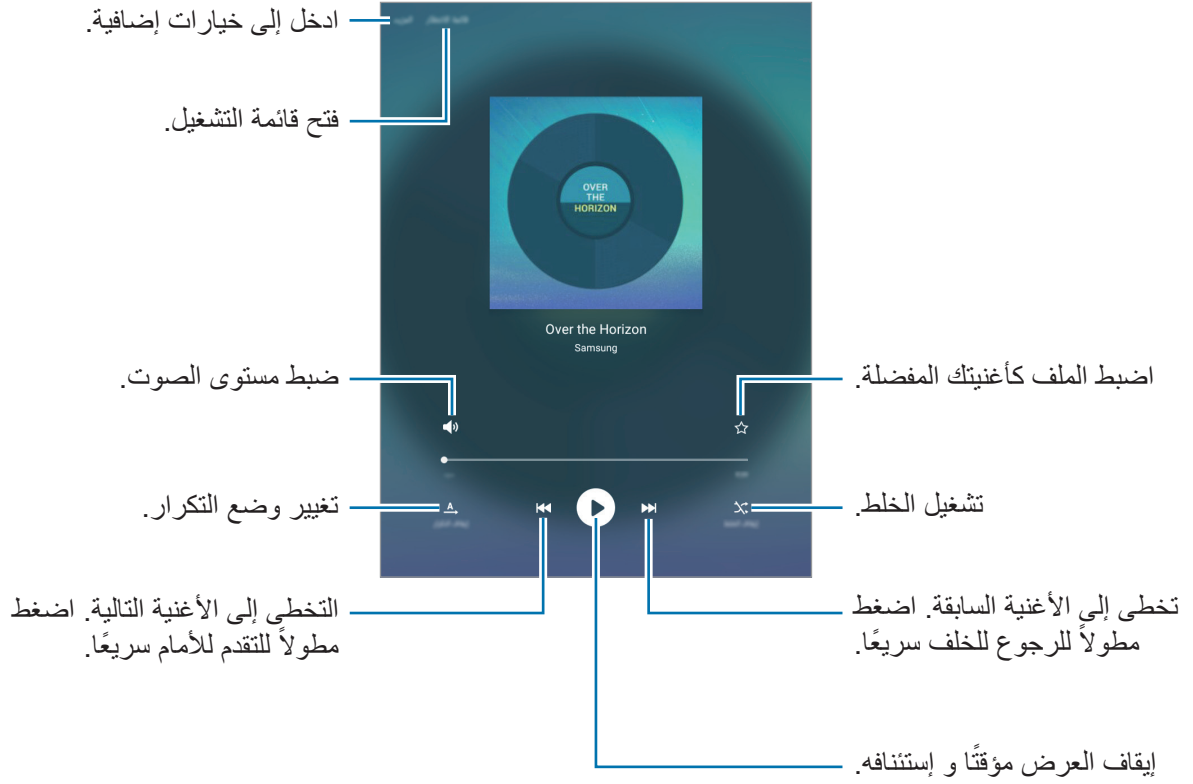 ادخل إلى خيارات إضافية.
فتح قائمة التشغيل.
OVER
THE
HORIZON
Over the Horizon
Samsung
اضبط الملف كأغنيتك المفضلة.
ضبط مستوى الصوت.
A
تشغيل الخلط.
تغيير وضع التكرار.
تخطى إلى الأغنية السابقة. اضغط
مطولاً للرجوع للخلف سريعًا.
التخطى إلى الأغنية التالية. اضغط
مطولاً للتقدم للأمام سريعًا.
إيقاف العرض مؤقتًا و إستئنافه.